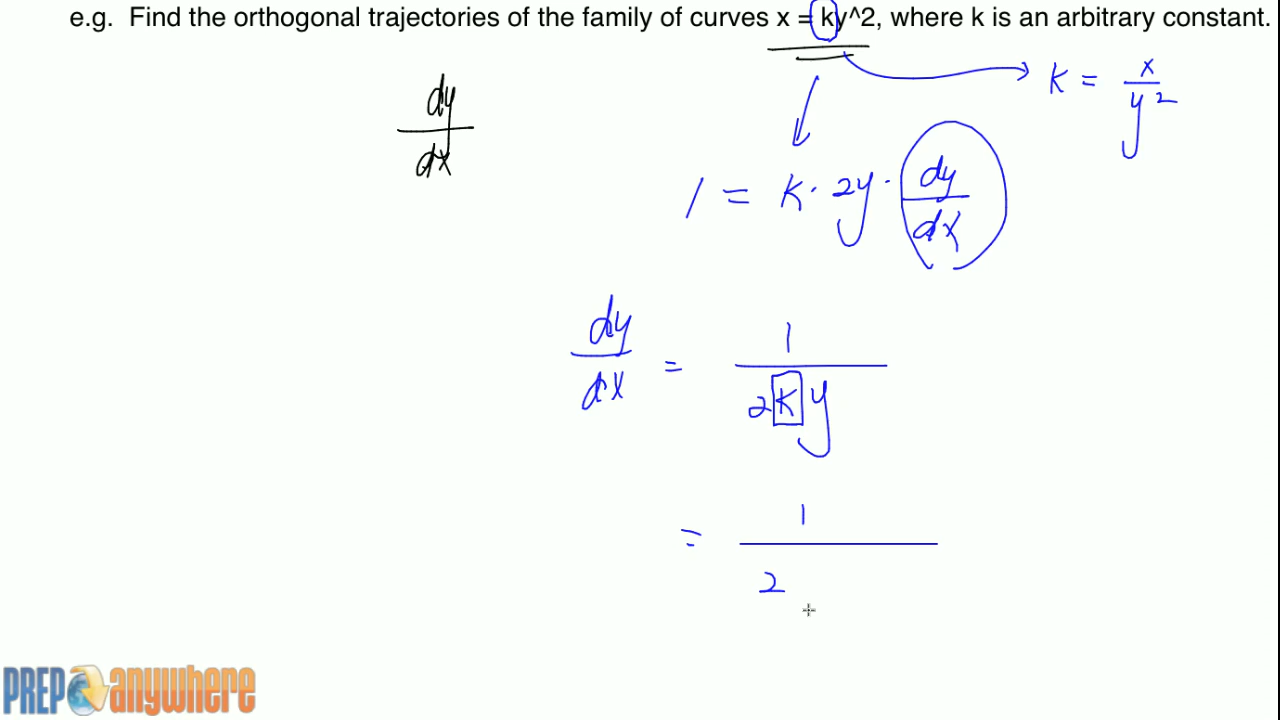 e.g. Find the orthogonal trajectories of the family of curves x = ky^2, where k is an arbitrary constant.
k = x/y^2
dy/dx
1 = k · 2y · dy/dx
dy/dx = 1/(2ky)
= 1/2
PREP anywhere